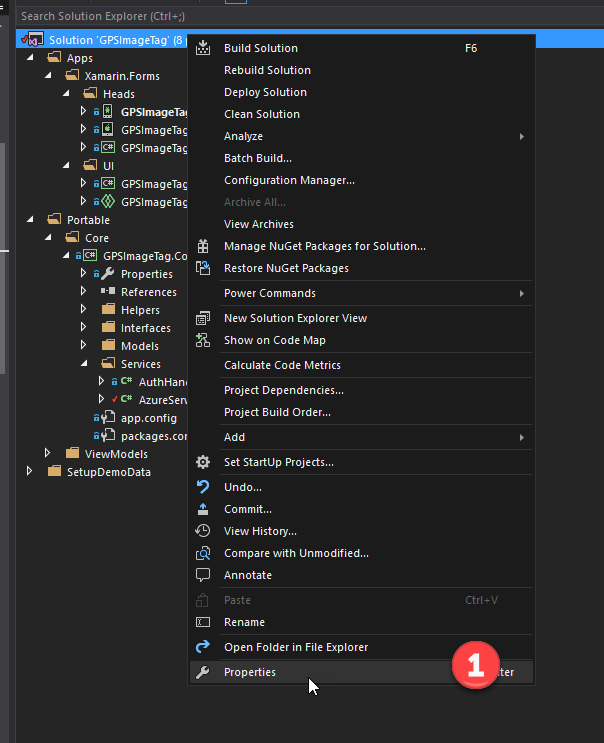 Search Solution Explorer (Ctrl+;)
Solution 'GPSImageTag' (8
Apps
Xamarin.Forms
Heads
GPSImageTag
GPSImageTag
C# GPSImageTag
UI
C# GPSImageTag
GPSImageTag
Portable
Core
C# GPSImageTag.Co
Properties
References
Helpers
Interfaces
Models
Services
C# AuthHan
C# AzureServ
app.config
packages.con
ViewModels
SetupDemoData
Build Solution F6
Rebuild Solution
Deploy Solution
Clean Solution
Analyze
Batch Build...
Configuration Manager...
Archive All...
View Archives
Manage NuGet Packages for Solution...
Restore NuGet Packages
Power Commands
New Solution Explorer View
Show on Code Map
Calculate Code Metrics
Project Dependencies...
Project Build Order...
Add
Set StartUp Projects...
Undo...
Commit...
View History...
Compare with Unmodified...
Annotate
Paste Ctrl+V
Rename
Open Folder in File Explorer
Properties 1 ter